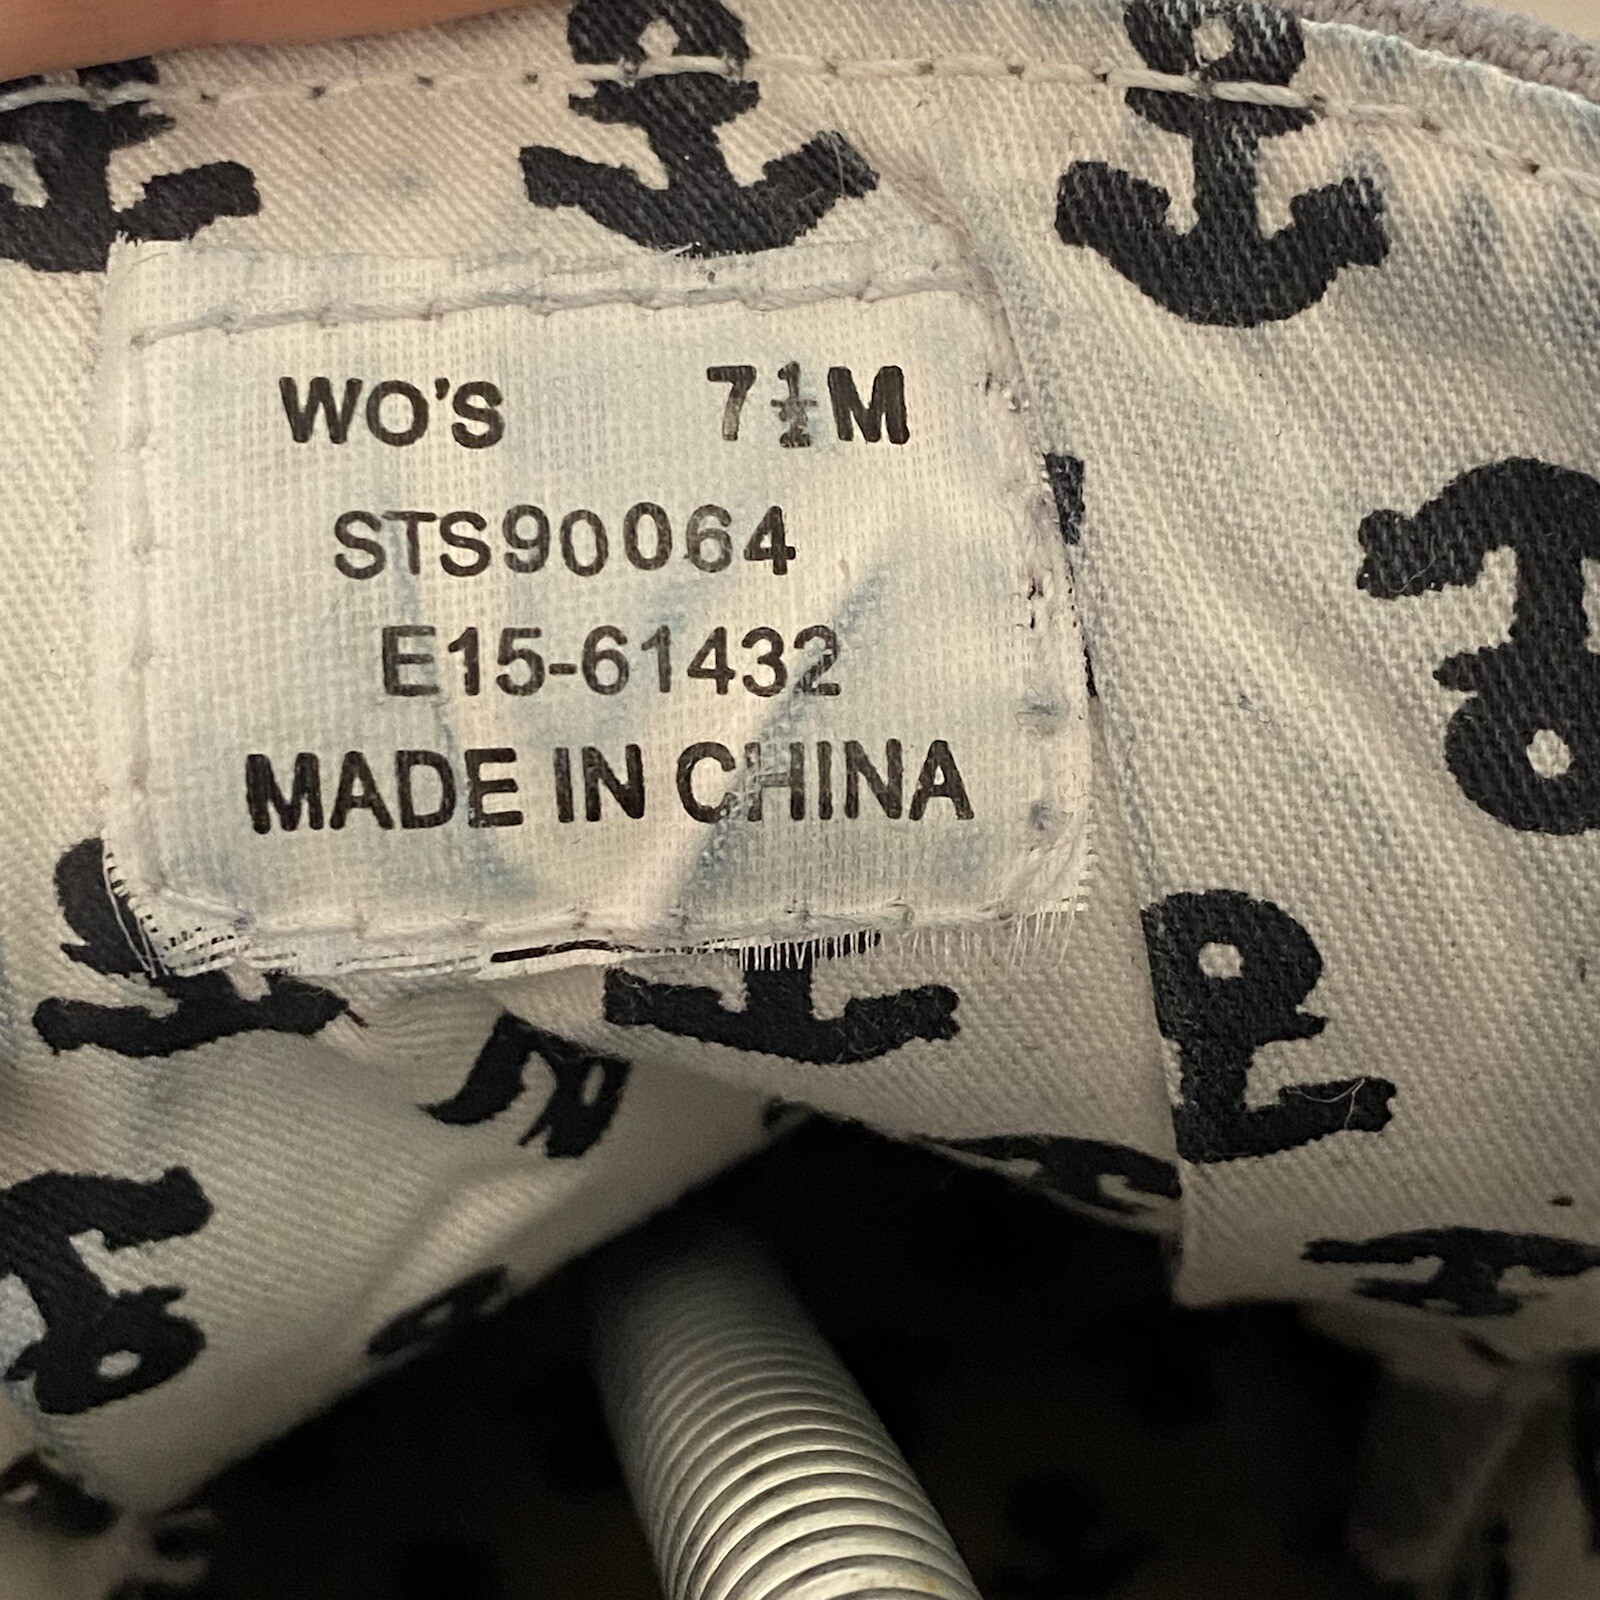 WO'S 7½M
STS90064
E15-61432
MADE IN CHINA